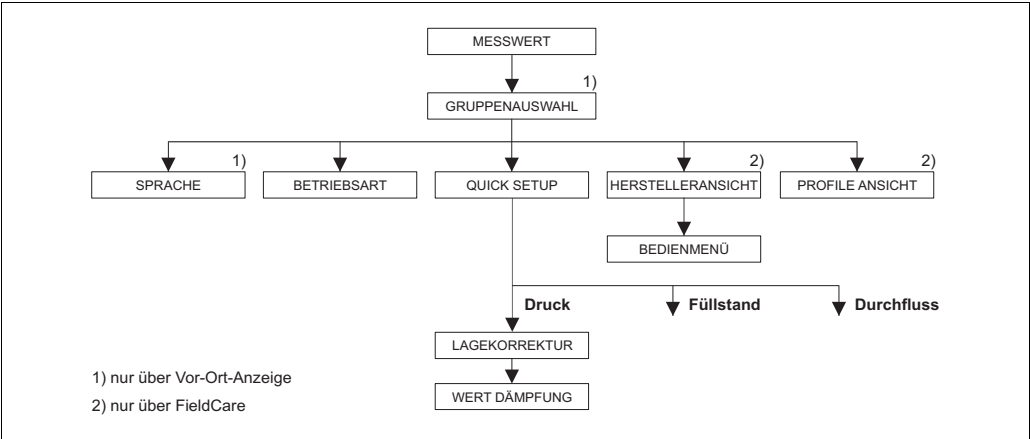 MESSWERT
1)
GRUPPENAUSWAHL
1)
2)
2)
SPRACHE
BETRIEBSART
QUICK SETUP
HERSTELLERANSICHT
PROFILE ANSICHT
BEDIENMENÜ
Druck
Füllstand
Durchfluss
LAGEKORREKTUR
1) nur über Vor-Ort-Anzeige
WERT DÄMPFUNG
2) nur über FieldCare